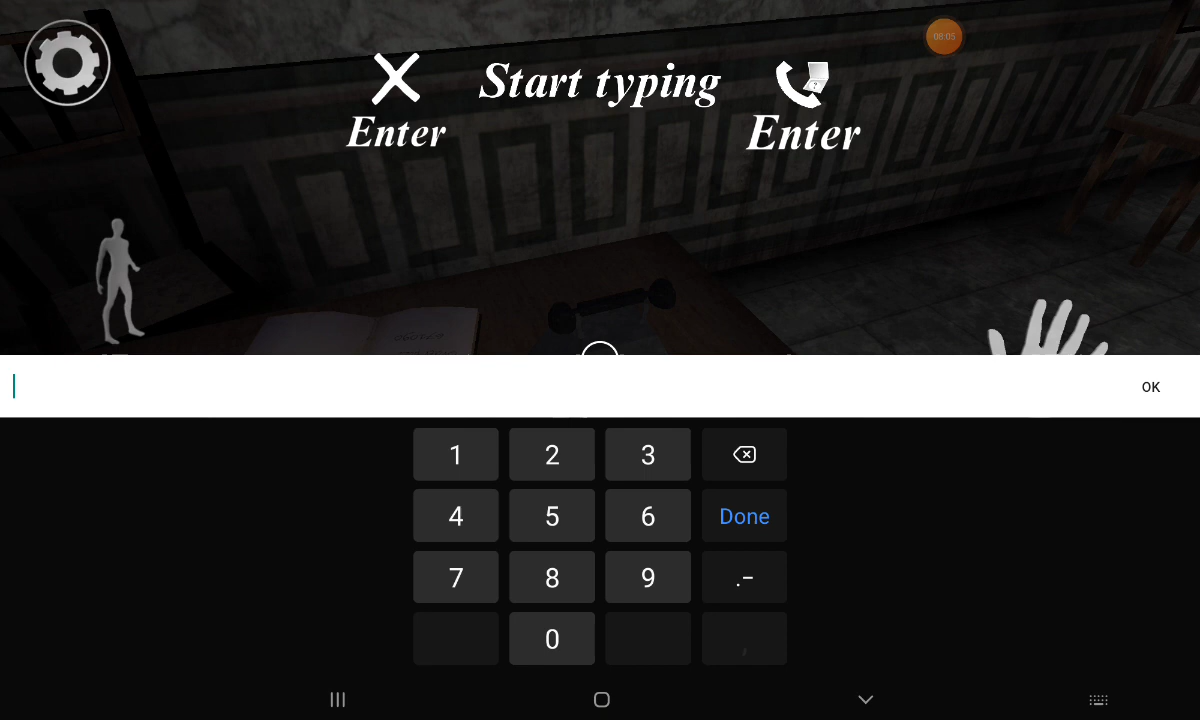 08:05
Start typing
Enter
Enter
OK
1 2 3
4 5 6 Done
7 8 9 .-
0 ,